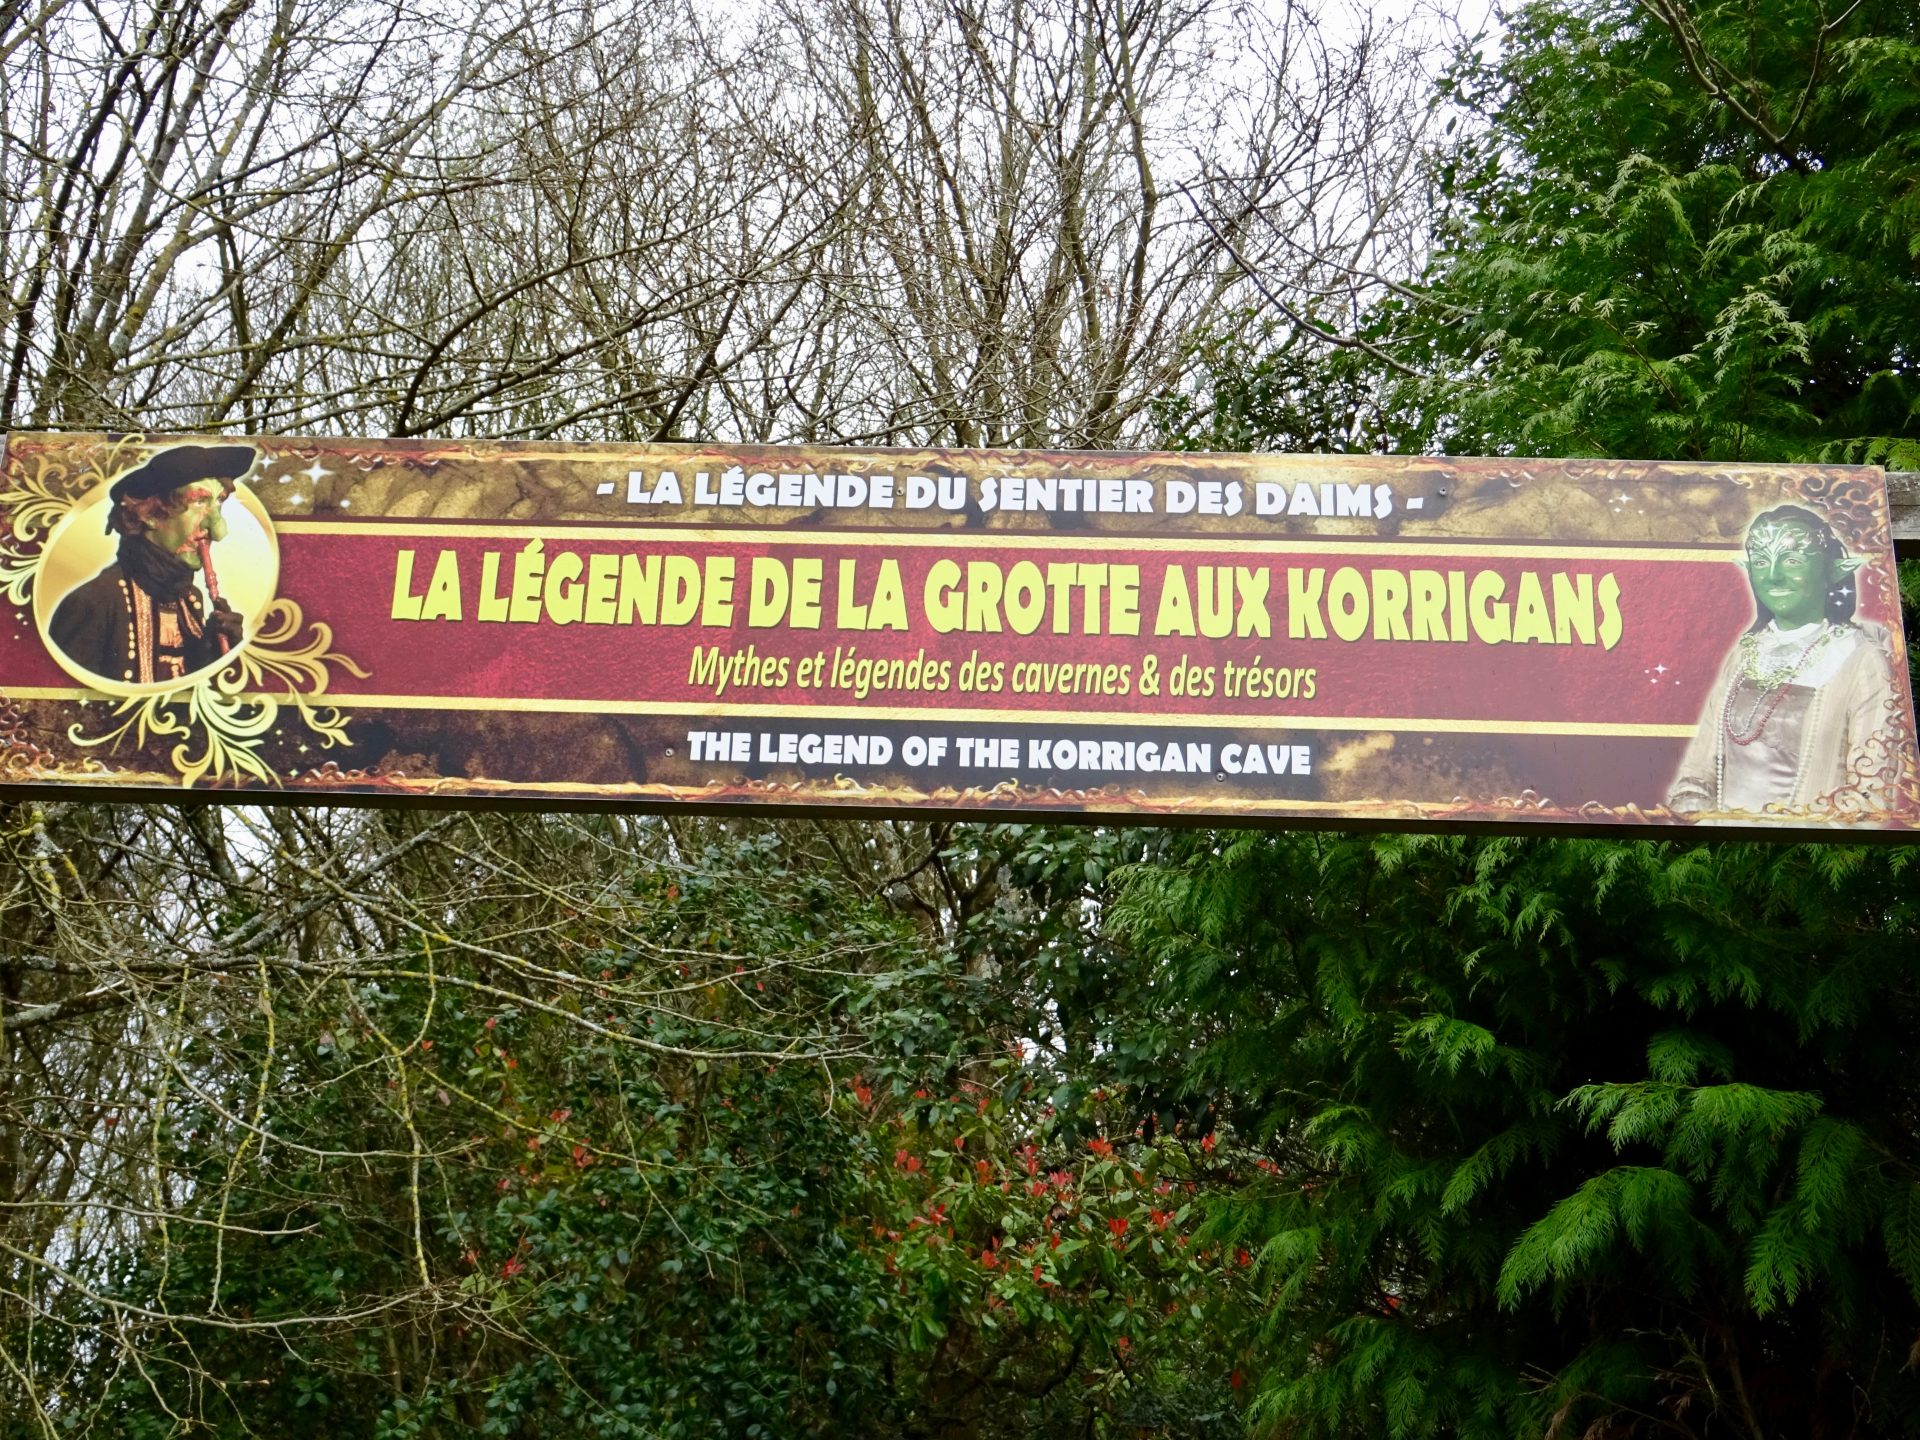 - LA LÉGENDE DU SENTIER DES DAIMS -
LA LÉGENDE DE LA GROTTE AUX KORRIGANS
Mythes et légendes des cavernes & des trésors
THE LEGEND OF THE KORRIGAN CAVE